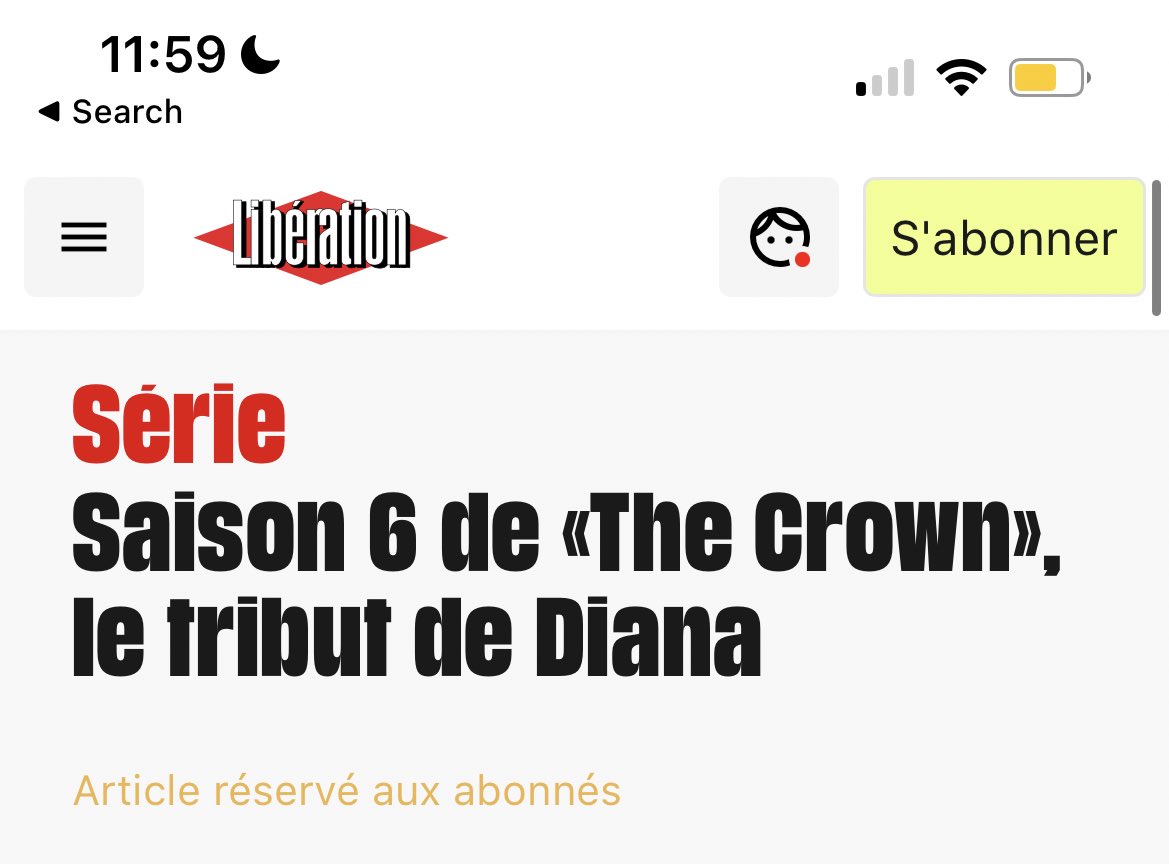 11:59
◀ Search
Libération
S'abonner
Série
Saison 6 de «The Crown»,
le tribut de Diana
Article réservé aux abonnés